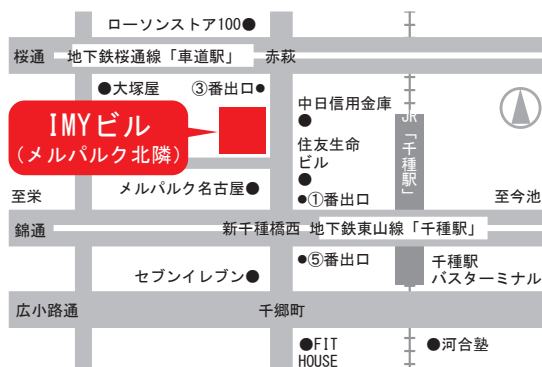 ローソンストア100●
桜通
地下鉄桜通線「車道駅」
赤萩
●大塚屋
③番出口●
IMYビル
(メルパルク北隣)
中日信用金庫
●
JR「千種駅」
住友生命
ビル
●
メルパルク名古屋●
●①番出口
至栄
至今池
錦通
新千種橋西
地下鉄東山線「千種駅」
●⑤番出口
千種駅
バスターミナル
セブンイレブン●
広小路通
千郷町
●FIT
HOUSE
●河合塾